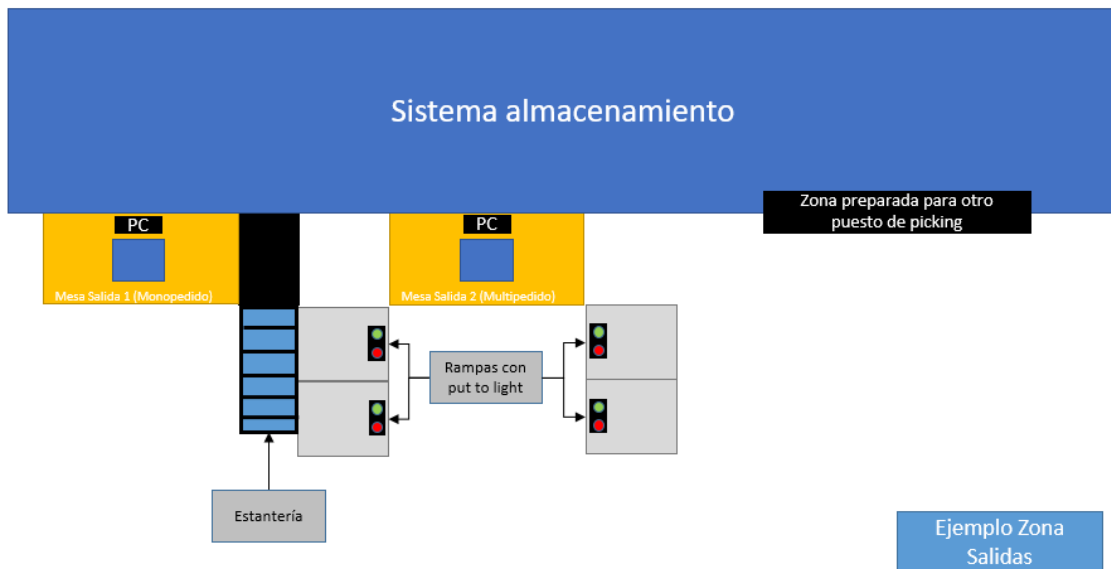 Sistema almacenamiento
Zona preparada para otro
puesto de picking
PC
PC
Mesa Salida 1 (Monopedido)
Mesa Salida 2 (Multipedido)
Rampas con
put to light
Estantería
Ejemplo Zona
Salidas